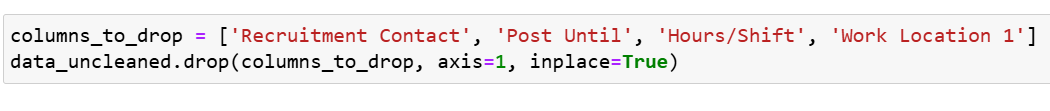 columns_to_drop = ['Recruitment Contact', 'Post Until', 'Hours/Shift', 'Work Location 1']
data_uncleaned.drop(columns_to_drop, axis=1, inplace=True)